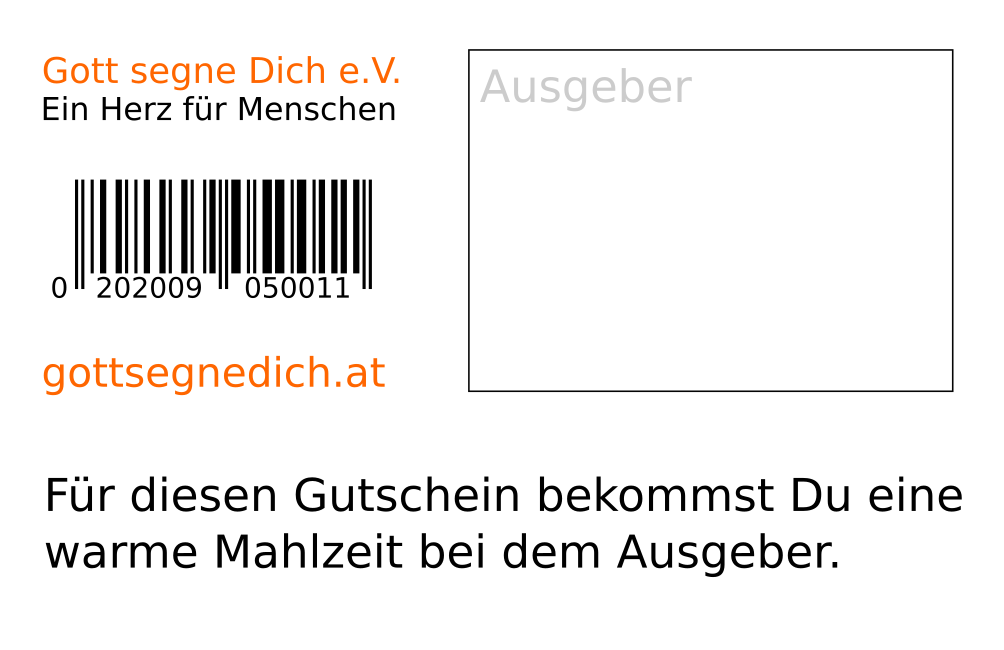 Gott segne Dich e.V.
Ein Herz für Menschen
Ausgeber
0 202009 050011
gottsegnedich.at
Für diesen Gutschein bekommst Du eine
warme Mahlzeit bei dem Ausgeber.